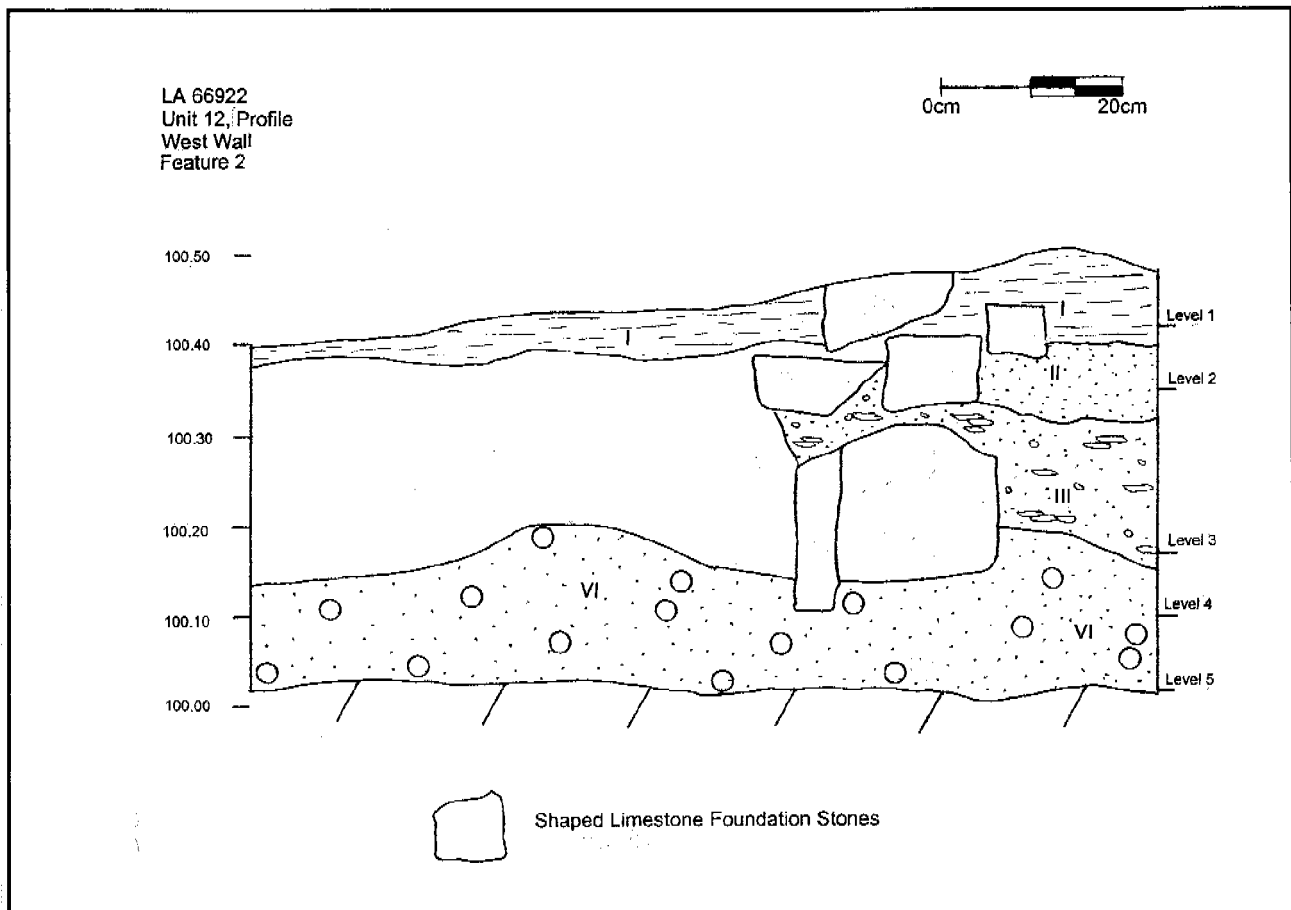 LA 66922
Unit 12, Profile
West Wall
Feature 2
0cm 20cm
100.50
100.40
100.30
100.20
100.10
100.00
I
I
II
III
VI
VI
Level 1
Level 2
Level 3
Level 4
Level 5
Shaped Limestone Foundation Stones